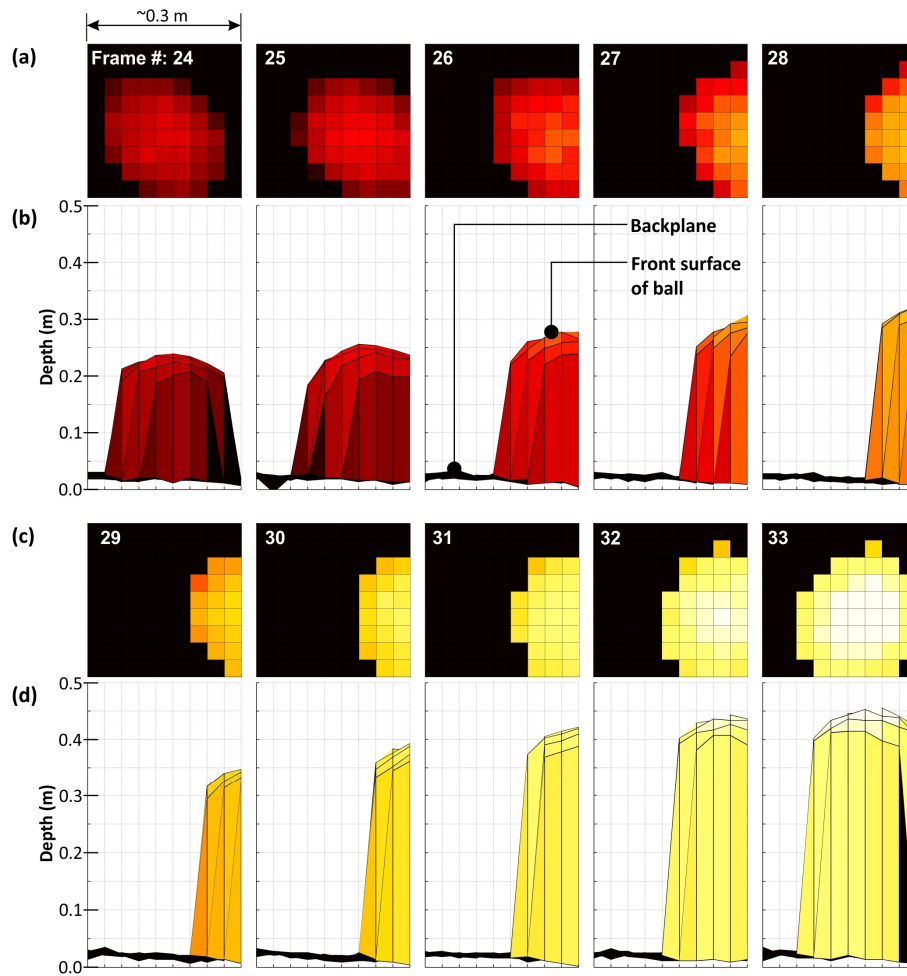 ~0.3 m
(a)
Frame #: 24
25
26
27
28
(b)
0.5
0.4
0.3
0.2
0.1
0.0
Depth (m)
Backplane
Front surface
of ball
(c)
29
30
31
32
33
(d)
0.5
0.4
0.3
0.2
0.1
0.0
Depth (m)